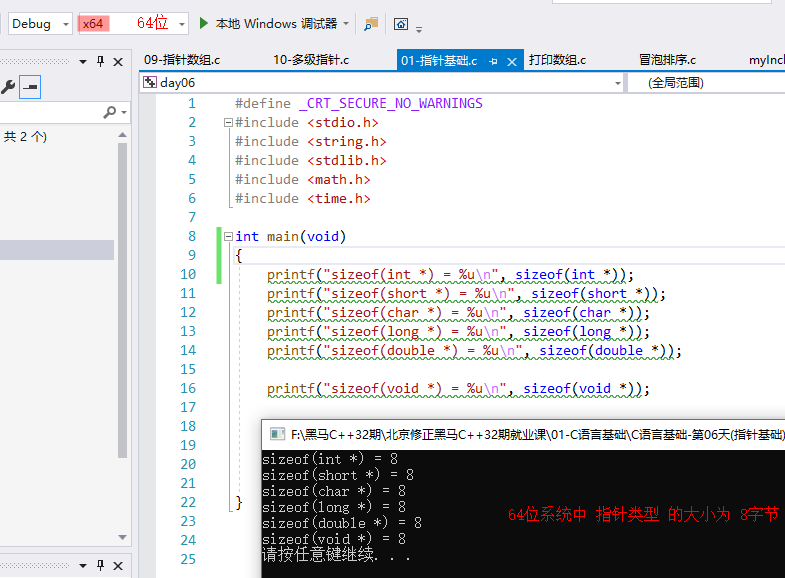 Debug x64 64位 本地 Windows 调试器
09-指针数组.c 10-多级指针.c 01-指针基础.c 打印数组.c 冒泡排序.c myIncl
day06 (全局范围)
共 2 个)
1 #define _CRT_SECURE_NO_WARNINGS
2 #include <stdio.h>
3 #include <string.h>
4 #include <stdlib.h>
5 #include <math.h>
6 #include <time.h>
7
8 int main(void)
9 {
10 printf("sizeof(int *) = %u\n", sizeof(int *));
11 printf("sizeof(short *) = %u\n", sizeof(short *));
12 printf("sizeof(char *) = %u\n", sizeof(char *));
13 printf("sizeof(long *) = %u\n", sizeof(long *));
14 printf("sizeof(double *) = %u\n", sizeof(double *));
15
16 printf("sizeof(void *) = %u\n", sizeof(void *));
17
18
19
20
21
22 }
23
24
25
F:\黑马C++32期\北京修正黑马C++32期就业课\01-C语言基础\C语言基础-第06天(指针基础)
sizeof(int *) = 8
sizeof(short *) = 8
sizeof(char *) = 8
sizeof(long *) = 8
sizeof(double *) = 8
sizeof(void *) = 8
请按任意键继续. . .
64位系统中 指针类型 的大小为 8字节